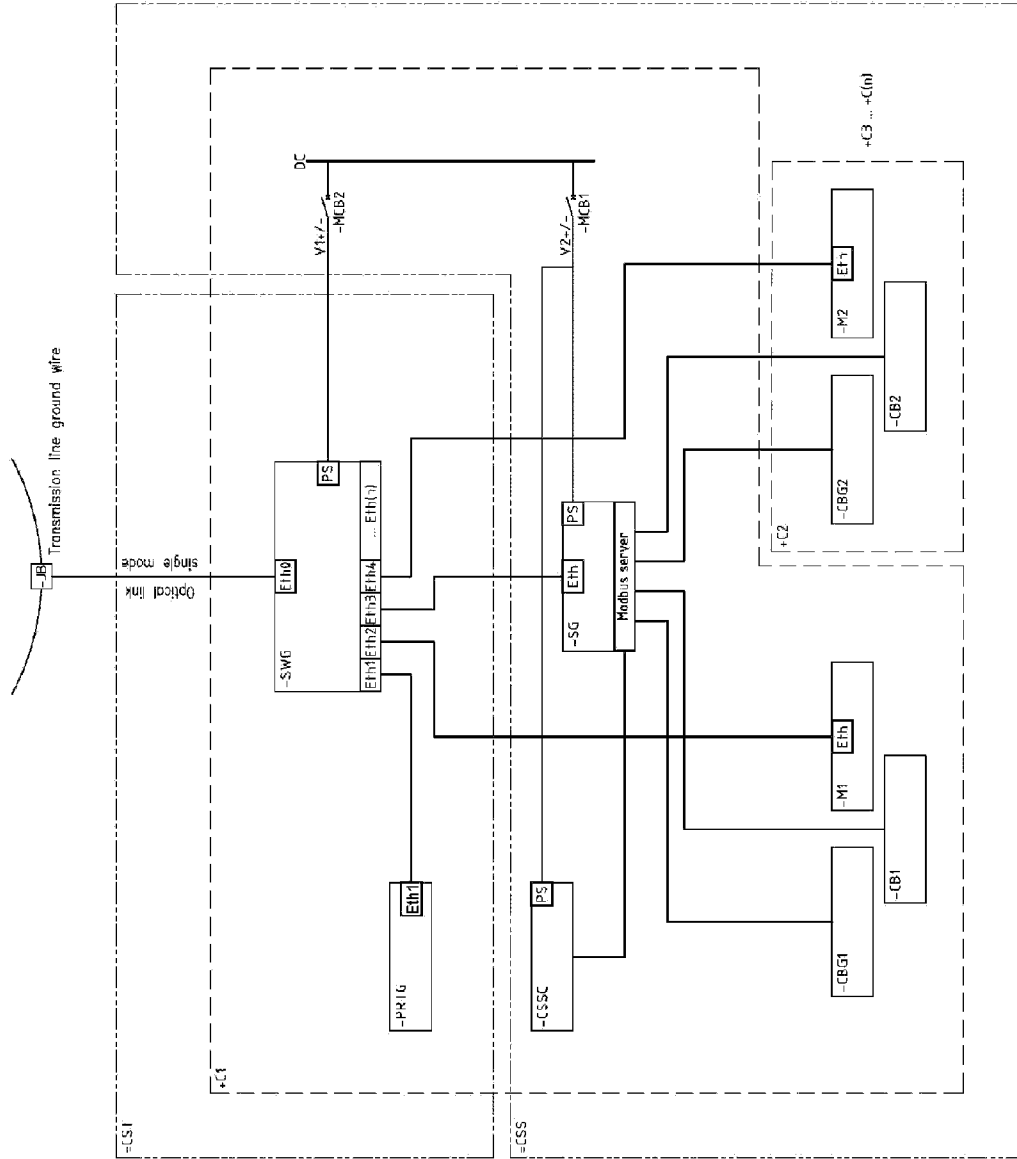 Transmission line ground wire
-JB
Optical link
single mode
=CS1
+C1
-SWG
Eth0
PS
Eth1
Eth2
Eth3
Eth4
... Eth(n)
DC
V1+/-
-MCB2
-PRTG
Eth1
=CSS
-CSSC
PS
-SG
Eth
PS
Modbus server
V2+/-
-MCB1
-CBG1
-CB1
-M1
Eth
+C2
-CBG2
-CB2
-M2
Eth
+C3 ... +C(n)